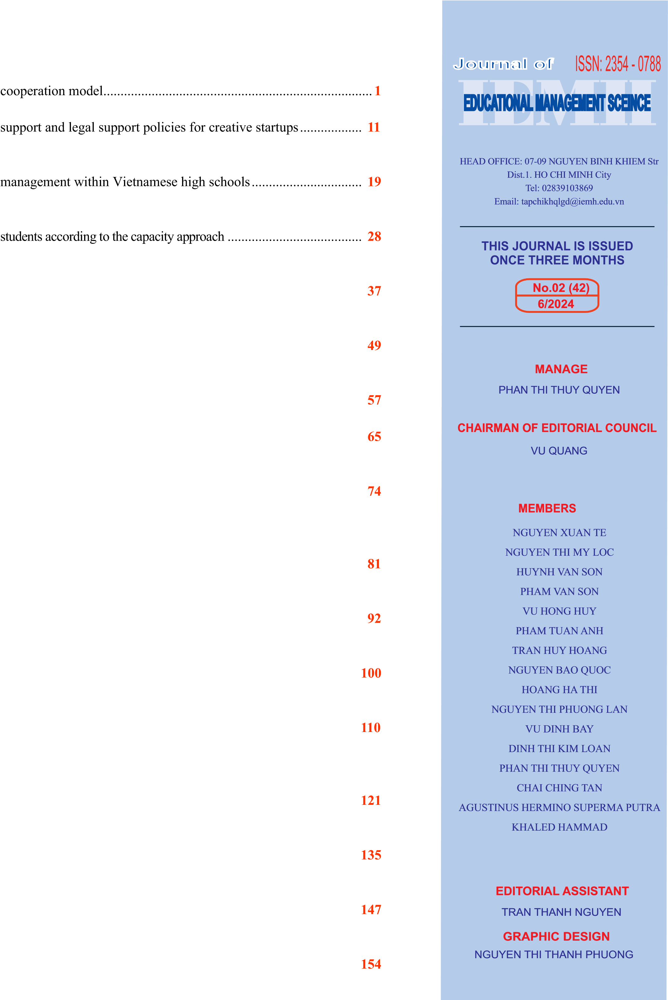 cooperation model............................................................................... 1
support and legal support policies for creative startups.................. 11
management within Vietnamese high schools................................ 19
students according to the capacity approach ....................................... 28
37
49
57
65
74
81
92
100
110
121
135
147
154
Journal of
ISSN: 2354 - 0788
IEMH
EDUCATIONAL MANAGEMENT SCEINCE
HEAD OFFICE: 07-09 NGUYEN BINH KHIEM Str
Dist.1. HO CHI MINH City
Tel: 02839103869
Email: tapchikhqlgd@iemh.edu.vn
THIS JOURNAL IS ISSUED
ONCE THREE MONTHS
No.02 (42)
6/2024
MANAGE
PHAN THI THUY QUYEN
CHAIRMAN OF EDITORIAL COUNCIL
VU QUANG
MEMBERS
NGUYEN XUAN TE
NGUYEN THI MY LOC
HUYNH VAN SON
PHAM VAN SON
VU HONG HUY
PHAM TUAN ANH
TRAN HUY HOANG
NGUYEN BAO QUOC
HOANG HA THI
NGUYEN THI PHUONG LAN
VU DINH BAY
DINH THI KIM LOAN
PHAN THI THUY QUYEN
CHAI CHING TAN
AGUSTINUS HERMINO SUPERMA PUTRA
KHALED HAMMAD
EDITORIAL ASSISTANT
TRAN THANH NGUYEN
GRAPHIC DESIGN
NGUYEN THI THANH PHUONG